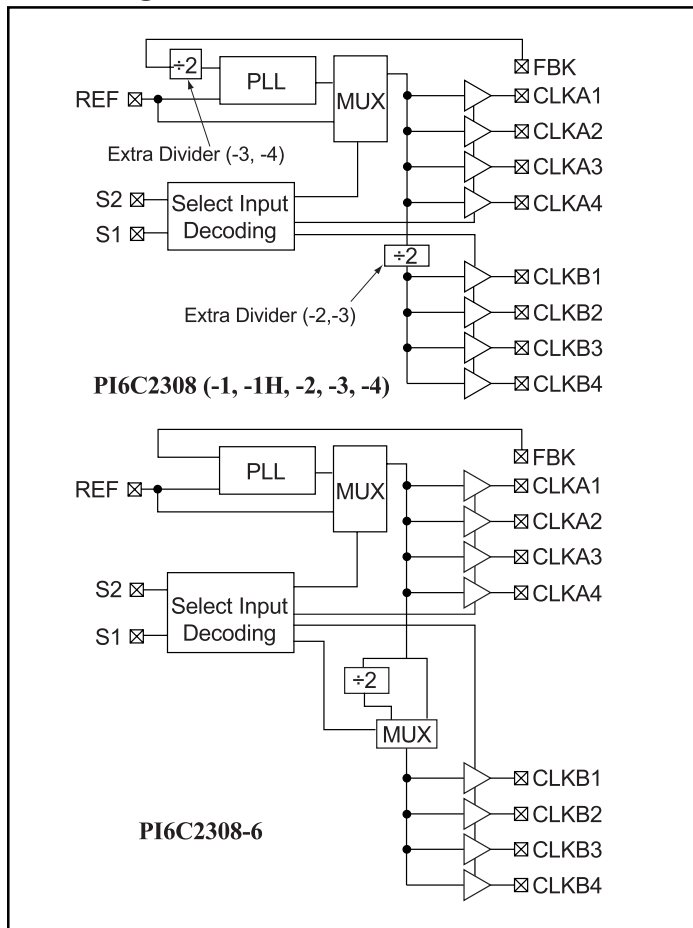 ÷2
PLL
MUX
REF
Extra Divider (-3, -4)
S2
S1
Select Input
Decoding
÷2
Extra Divider (-2,-3)
FBK
CLKA1
CLKA2
CLKA3
CLKA4
CLKB1
CLKB2
CLKB3
CLKB4
PI6C2308 (-1, -1H, -2, -3, -4)
PLL
MUX
REF
S2
S1
Select Input
Decoding
÷2
MUX
FBK
CLKA1
CLKA2
CLKA3
CLKA4
CLKB1
CLKB2
CLKB3
CLKB4
PI6C2308-6